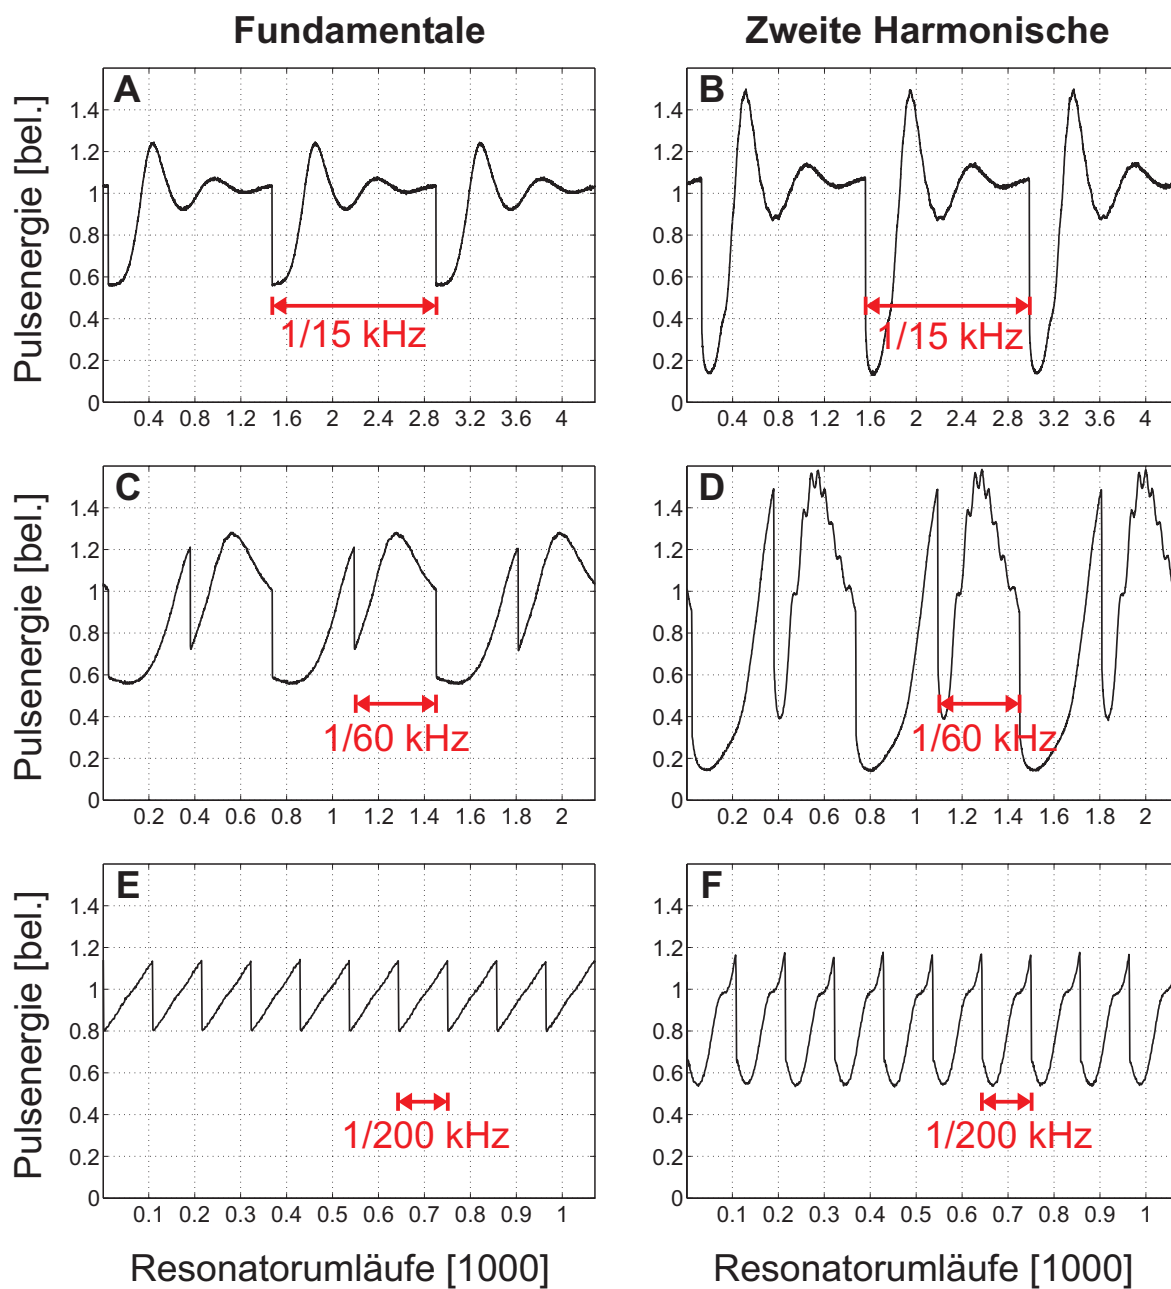 Fundamentale
Zweite Harmonische
A
Pulsenergie [bel.]
1.4
1.2
1
0.8
0.6
0.4
0.2
0
1/15 kHz
0.4 0.8 1.2 1.6 2 2.4 2.8 3.2 3.6 4
B
1.4
1.2
1
0.8
0.6
0.4
0.2
0
1/15 kHz
0.4 0.8 1.2 1.6 2 2.4 2.8 3.2 3.6 4
C
Pulsenergie [bel.]
1.4
1.2
1
0.8
0.6
0.4
0.2
0
1/60 kHz
0.2 0.4 0.6 0.8 1 1.2 1.4 1.6 1.8 2
D
1.4
1.2
1
0.8
0.6
0.4
0.2
0
1/60 kHz
0.2 0.4 0.6 0.8 1 1.2 1.4 1.6 1.8 2
E
Pulsenergie [bel.]
1.4
1.2
1
0.8
0.6
0.4
0.2
0
1/200 kHz
0.1 0.2 0.3 0.4 0.5 0.6 0.7 0.8 0.9 1
Resonatorumläufe [1000]
F
1.4
1.2
1
0.8
0.6
0.4
0.2
0
1/200 kHz
0.1 0.2 0.3 0.4 0.5 0.6 0.7 0.8 0.9 1
Resonatorumläufe [1000]